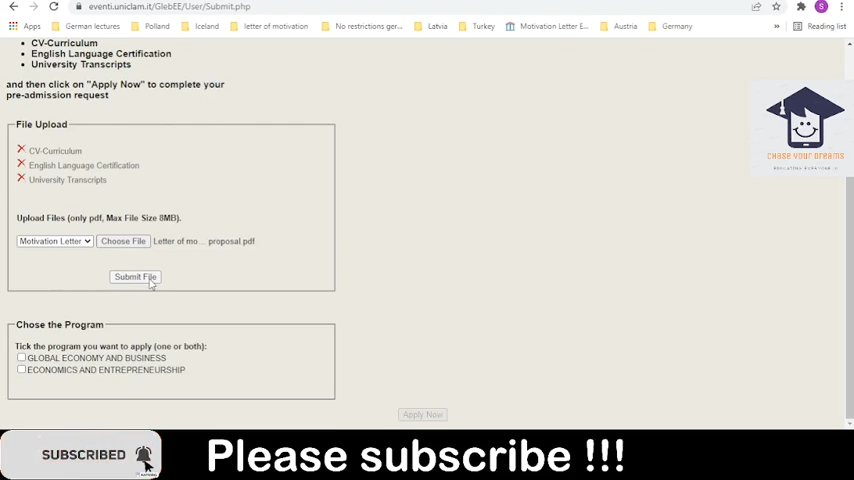 eventi.uniclam.it/GlebEE/User/Submit.php
Apps German lectures Poland Iceland letter of motivation No restrictions ger... Latvia Turkey Motivation Letter E... Austria Germany » Reading list
CV-Curriculum
English Language Certification
University Transcripts
and then click on "Apply Now" to complete your
pre-admission request
File Upload
CV-Curriculum
English Language Certification
University Transcripts
Upload Files (only pdf, Max File Size 8MB).
Motivation Letter Choose File Letter of mo... proposal.pdf
Submit File
Chose the Program
Tick the program you want to apply (one or both):
GLOBAL ECONOMY AND BUSINESS
ECONOMICS AND ENTREPRENEURSHIP
Apply Now
CHASE YOUR DREAMS
SUBSCRIBED
Please subscribe !!!